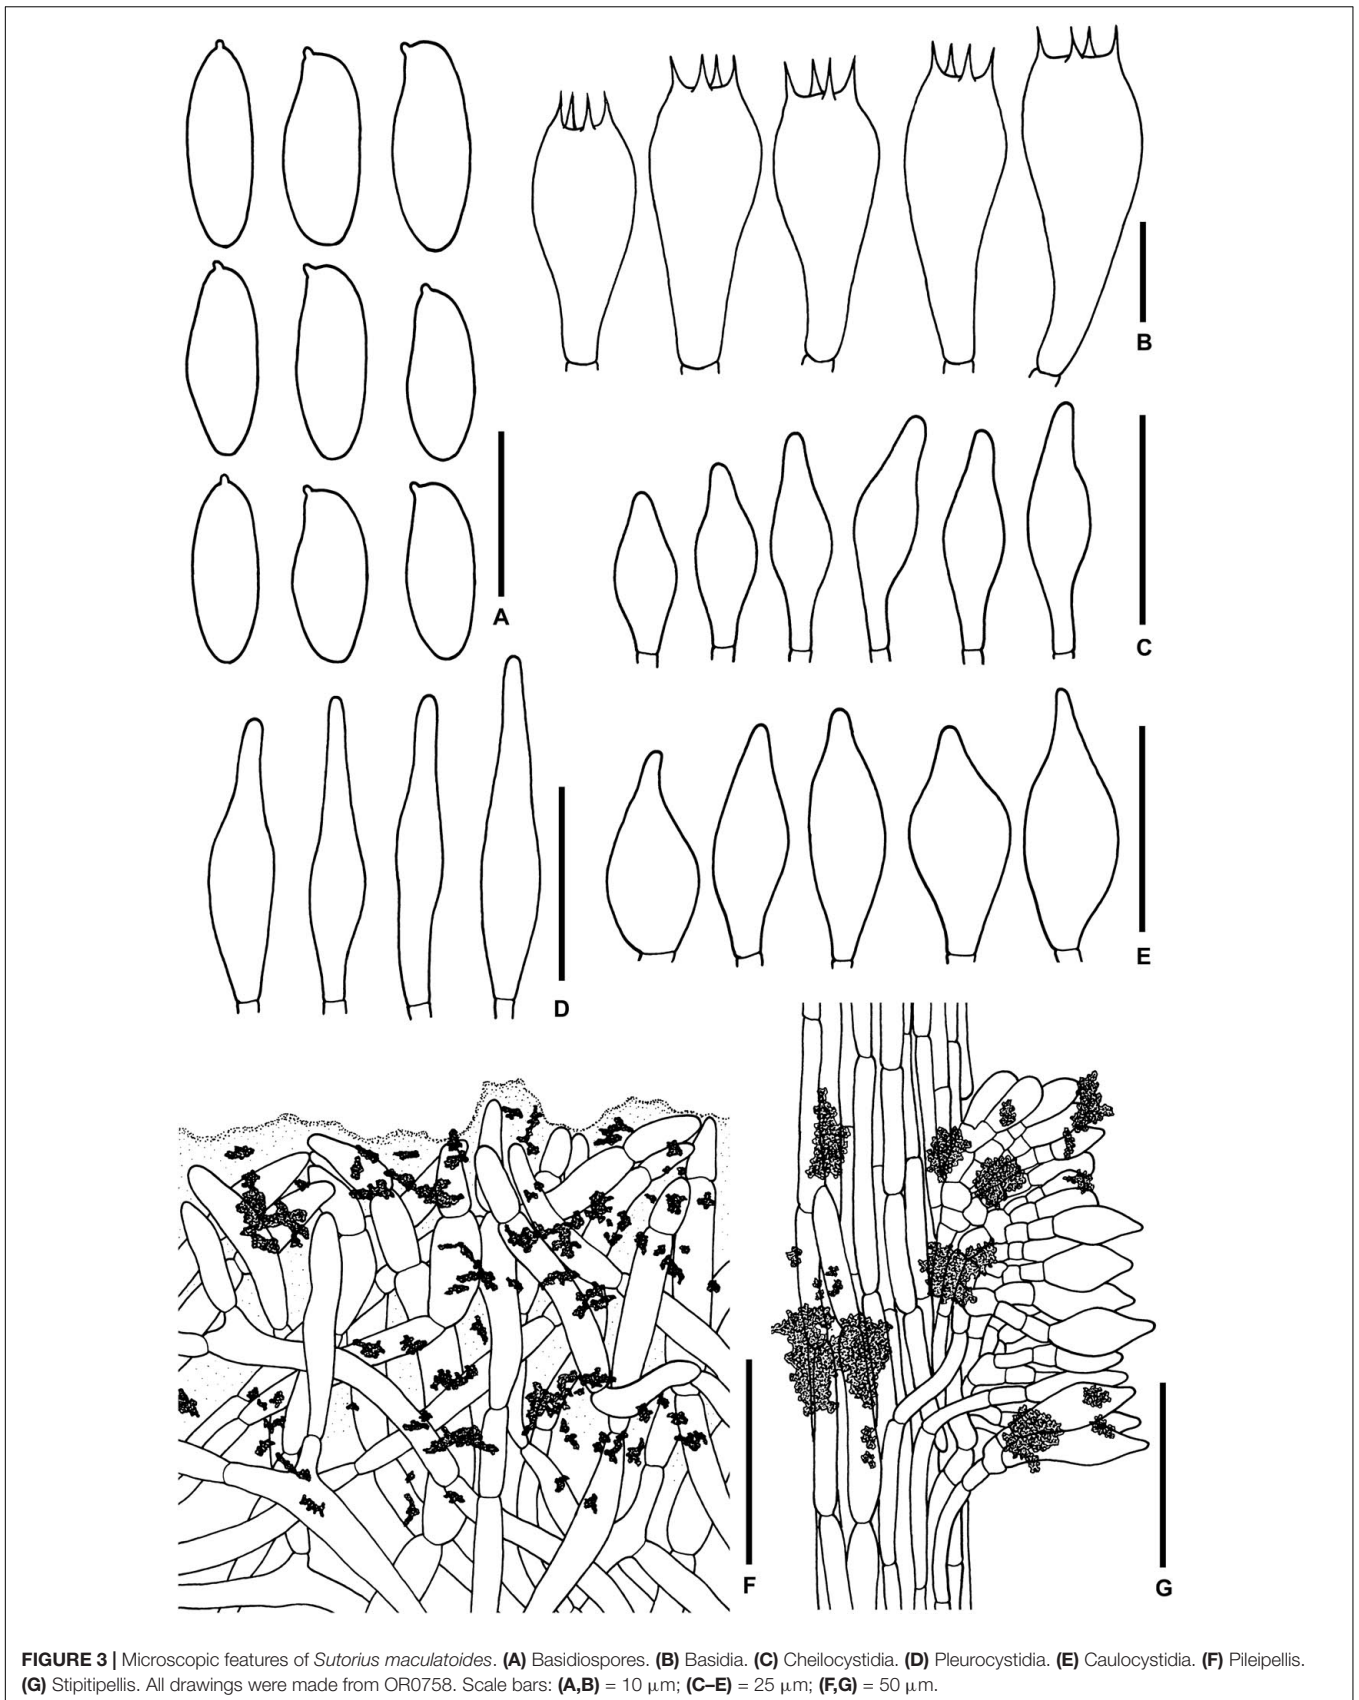 A
B
C
D
E
F
G
FIGURE 3 | Microscopic features of Sutorius maculatoides. (A) Basidiospores. (B) Basidia. (C) Cheilocystidia. (D) Pleurocystidia. (E) Caulocystidia. (F) Pileipellis.
(G) Stipitipellis. All drawings were made from OR0758. Scale bars: (A,B) = 10 μm; (C–E) = 25 μm; (F,G) = 50 μm.